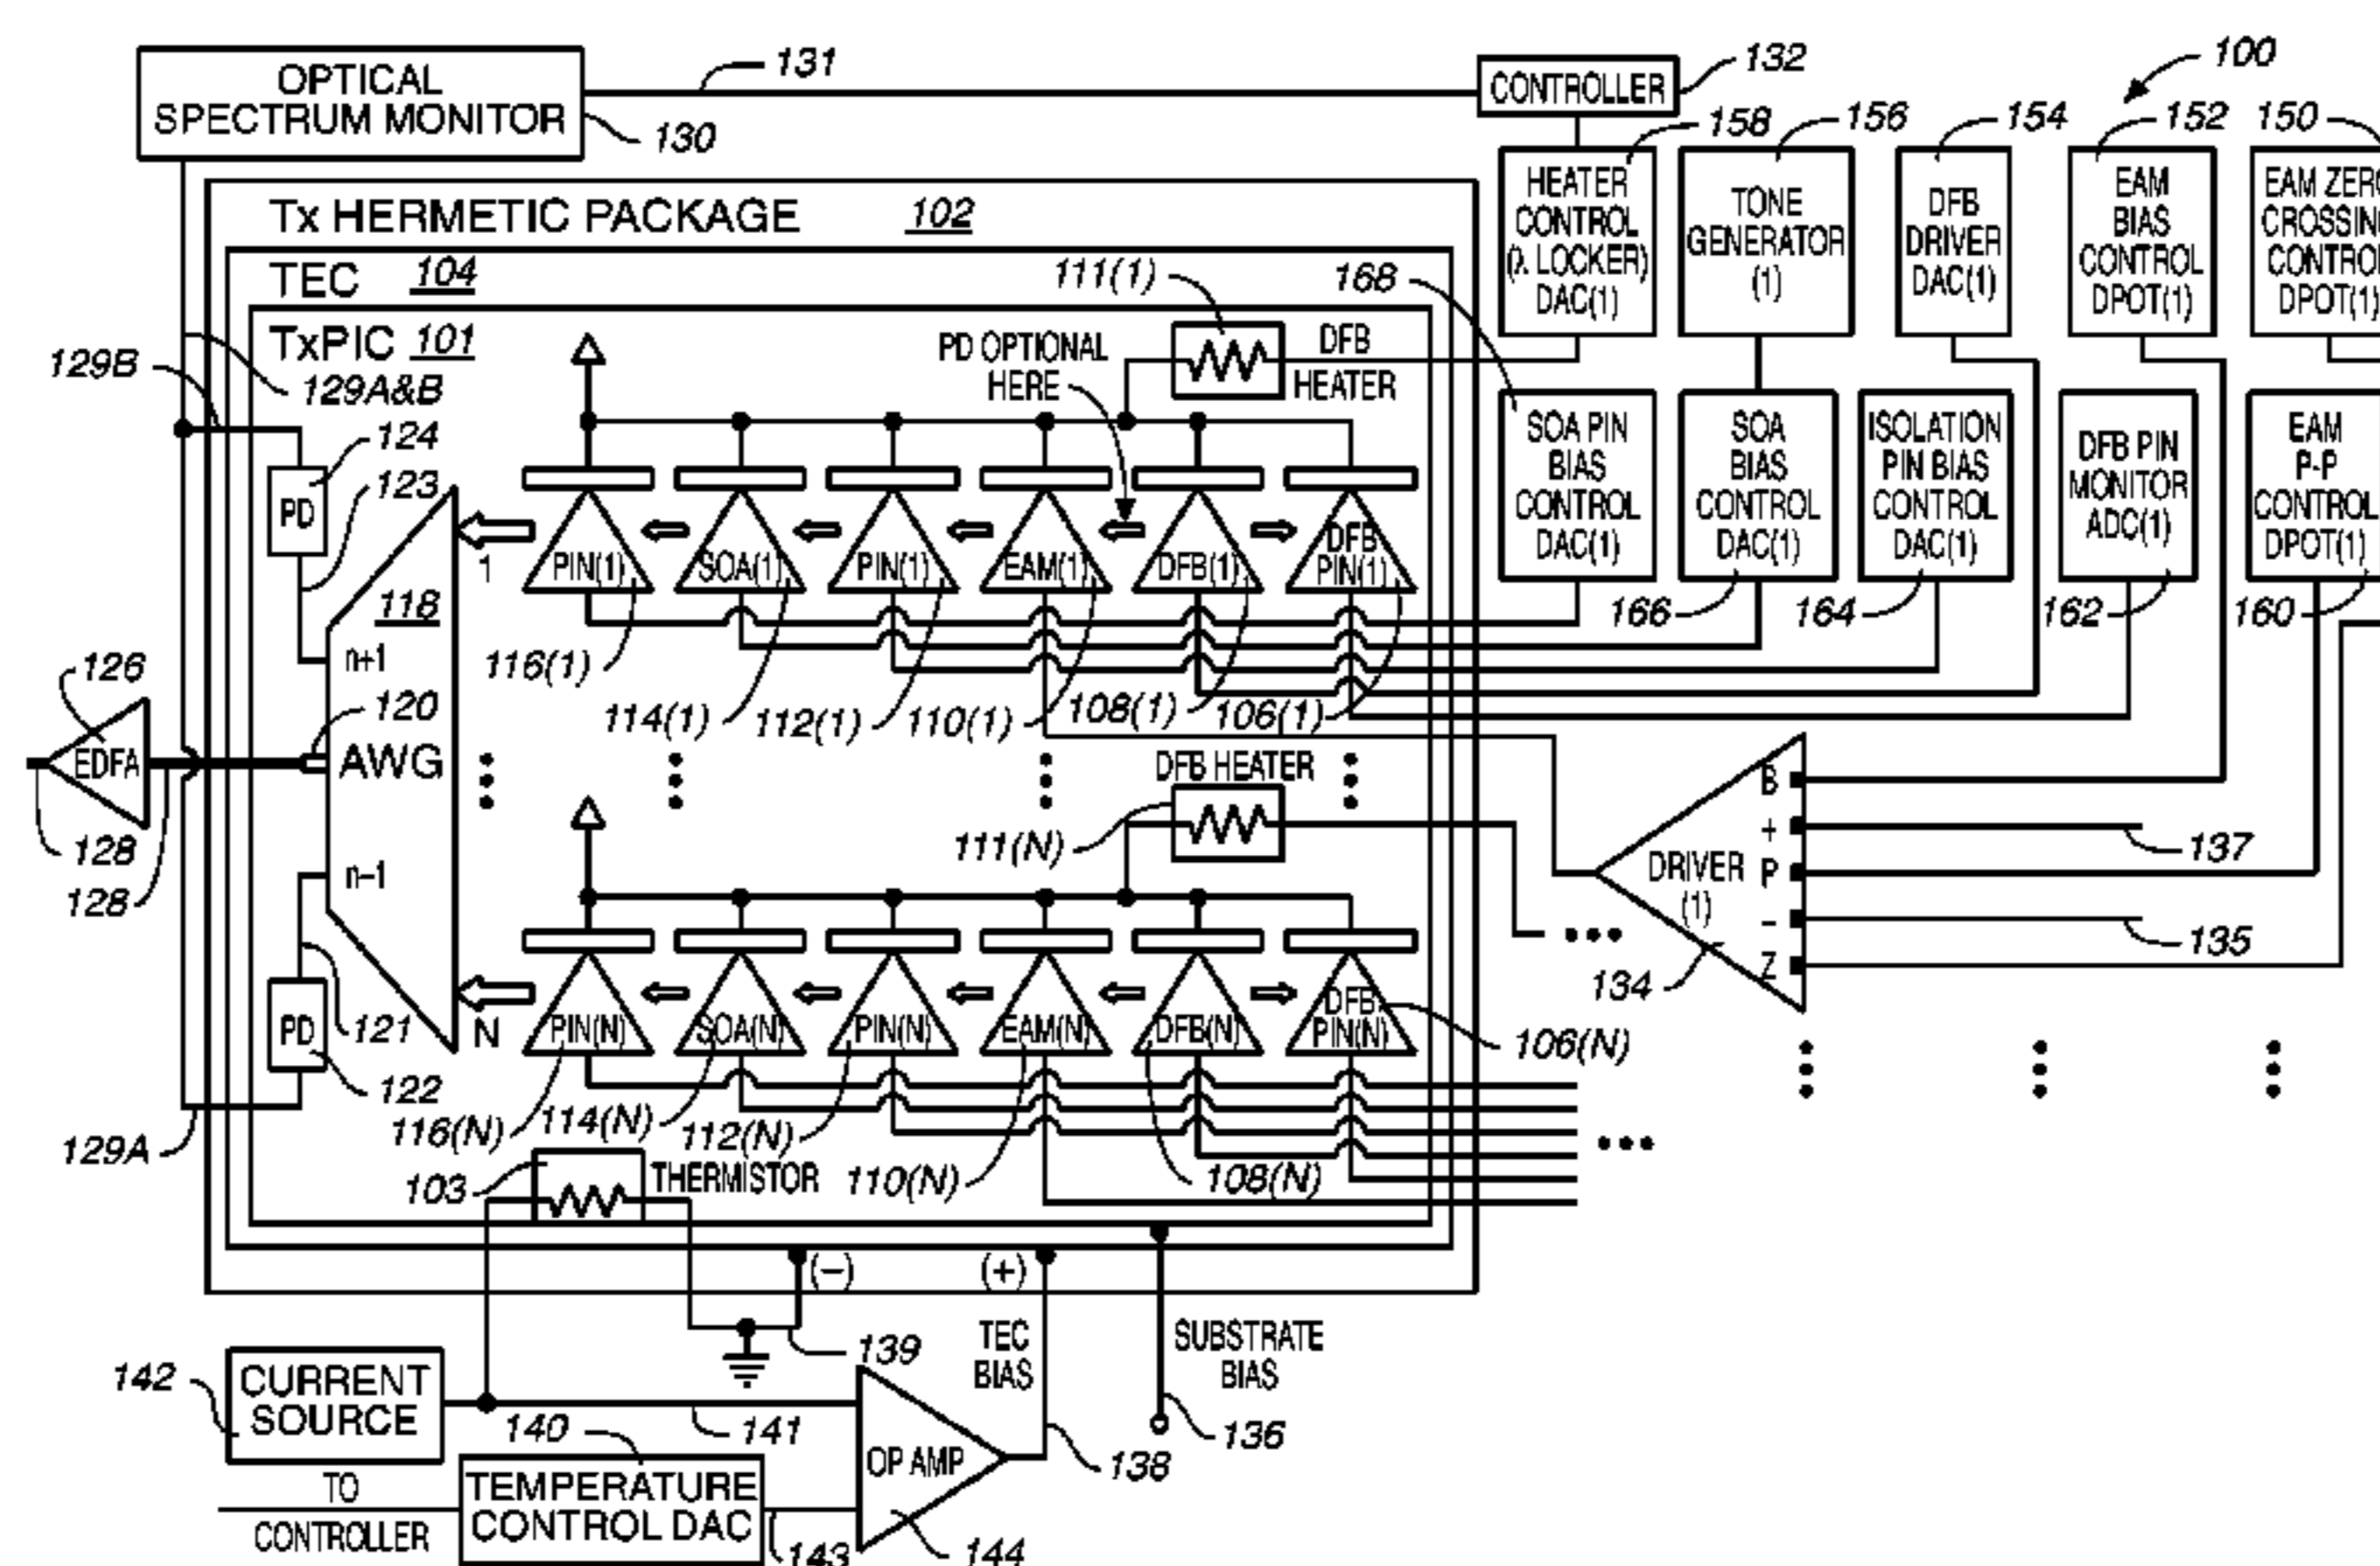 OPTICAL
SPECTRUM MONITOR
131
130
CONTROLLER
132
100
158
156
154
152
150
HEATER
CONTROL
(λ LOCKER)
DAC(1)
TONE
GENERATOR
(1)
DFB
DRIVER
DAC(1)
EAM
BIAS
CONTROL
DPOT(1)
EAM ZERO
CROSSING
CONTROL
DPOT(1)
Tx HERMETIC PACKAGE 102
TEC 104
TxPIC 101
129B
129A&B
111(1)
168
PD OPTIONAL
HERE
DFB
HEATER
124
123
PD
118
n+1
120
AWG
n-1
126
EDFA
128
128
1
PIN(1)
SOA(1)
PIN(1)
EAM(1)
DFB(1)
DFB
PIN(1)
SOA PIN
BIAS
CONTROL
DAC(1)
SOA
BIAS
CONTROL
DAC(1)
ISOLATION
PIN BIAS
CONTROL
DAC(1)
DFB PIN
MONITOR
ADC(1)
EAM
P-P
CONTROL
DPOT(1)
166
164
162
160
116(1)
114(1)
112(1)
110(1)
108(1)
106(1)
DFB HEATER
111(N)
DRIVER
(1)
B
+
P
-
Z
137
135
134
N
PIN(N)
SOA(N)
PIN(N)
EAM(N)
DFB(N)
DFB
PIN(N)
106(N)
PD
121
122
129A
116(N)
114(N)
112(N)
110(N)
108(N)
103
THERMISTOR
(−)
(+)
139
TEC
BIAS
SUBSTRATE
BIAS
142
CURRENT
SOURCE
141
140
138
136
OP AMP
TO
CONTROLLER
TEMPERATURE
CONTROL DAC
143
144